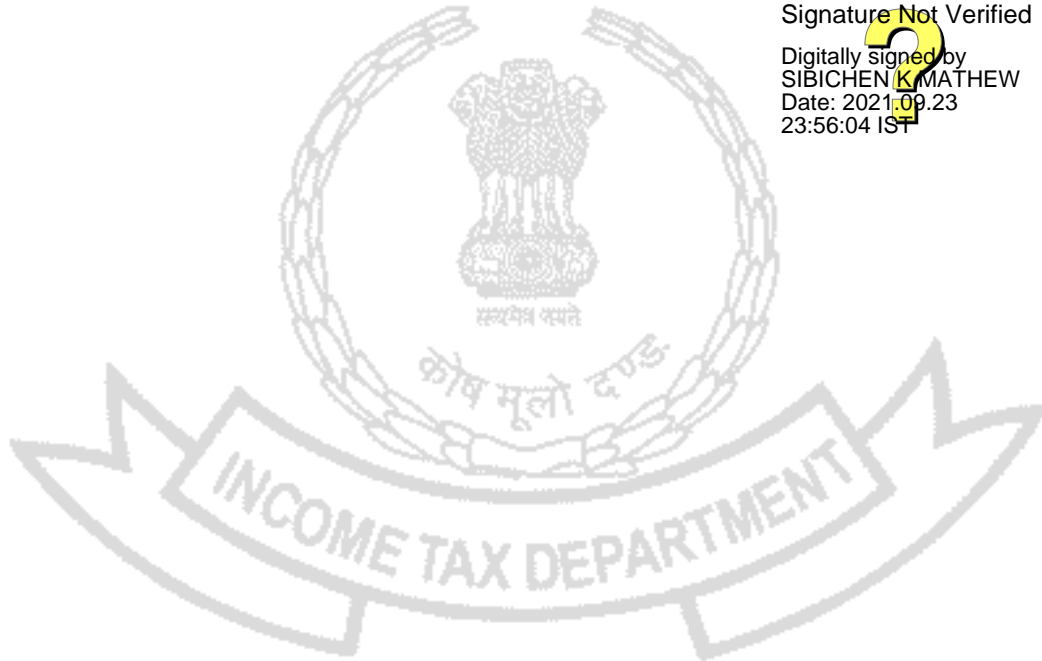 Signature Not Verified
Digitally signed by
SIBICHEN K MATHEW
Date: 2021.09.23
23:56:04 IST
?
सत्यमेव जयते
कोष मूलो दण्डः
INCOME TAX DEPARTMENT